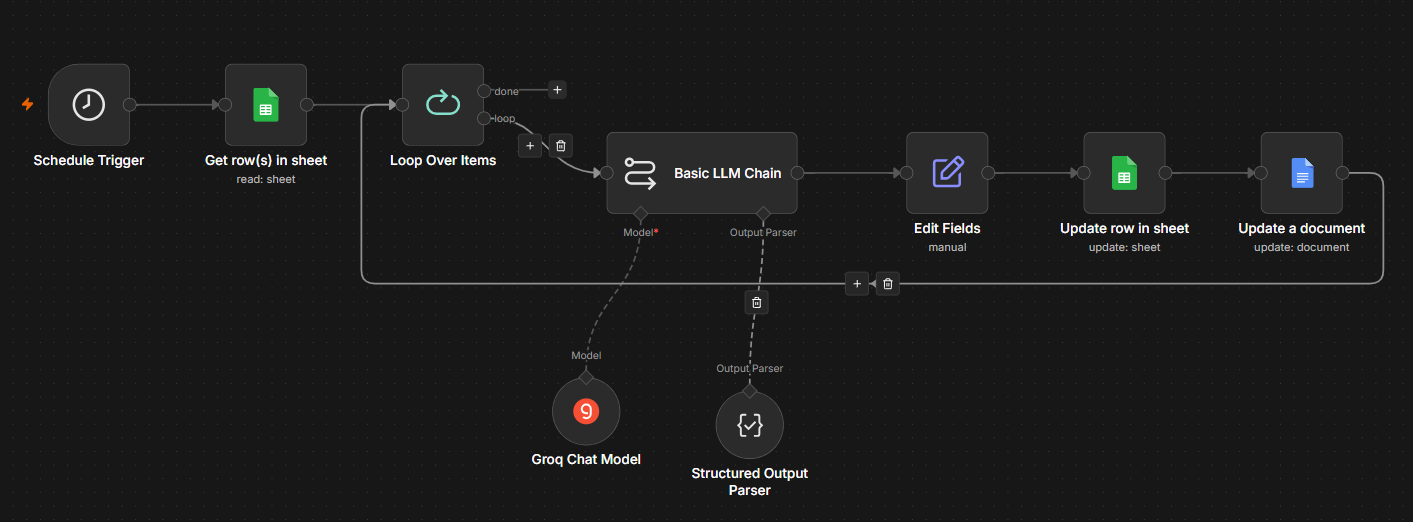 done
loop
Schedule Trigger
Get row(s) in sheet
read: sheet
Loop Over Items
Basic LLM Chain
Model*
Output Parser
Edit Fields
manual
Update row in sheet
update: sheet
Update a document
update: document
Model
Output Parser
Groq Chat Model
Structured Output
Parser